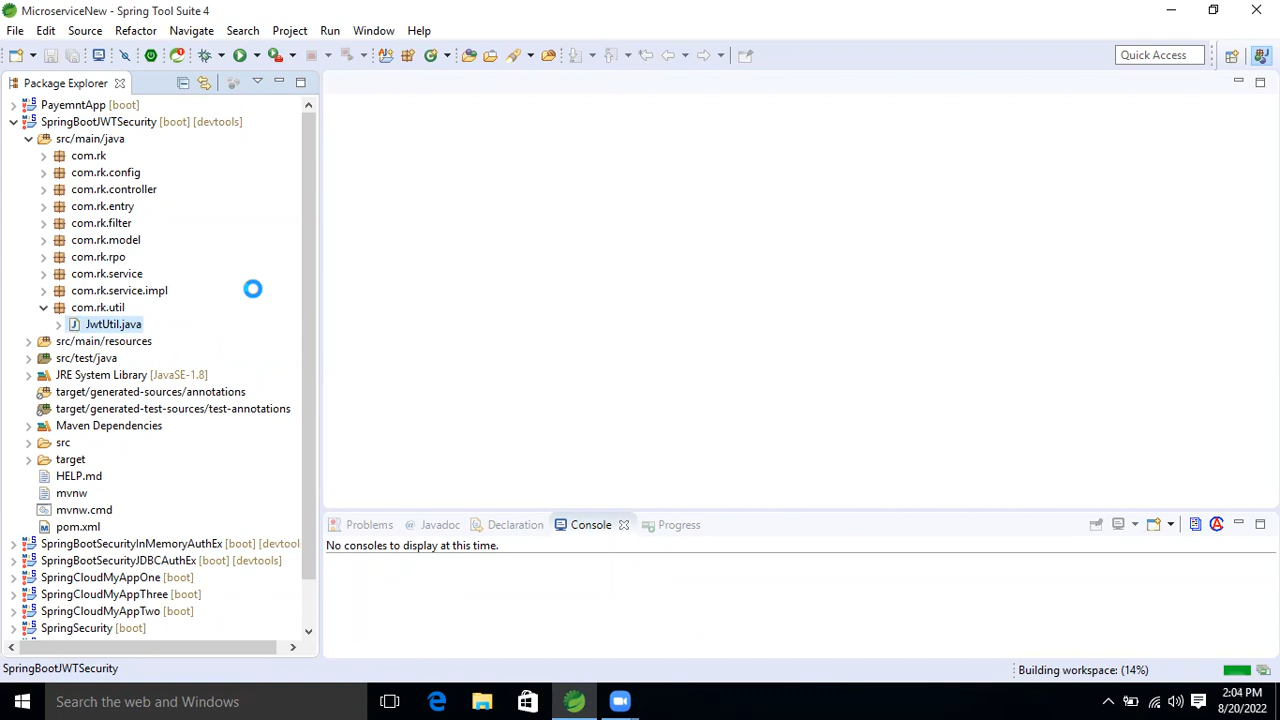 MicroserviceNew - Spring Tool Suite 4
File Edit Source Refactor Navigate Search Project Run Window Help
Quick Access
Package Explorer
PayemntApp [boot]
SpringBootJWTSecurity [boot] [devtools]
src/main/java
com.rk
com.rk.config
com.rk.controller
com.rk.entry
com.rk.filter
com.rk.model
com.rk.rpo
com.rk.service
com.rk.service.impl
com.rk.util
JwtUtil.java
src/main/resources
src/test/java
JRE System Library [JavaSE-1.8]
target/generated-sources/annotations
target/generated-test-sources/test-annotations
Maven Dependencies
src
target
HELP.md
mvnw
mvnw.cmd
pom.xml
SpringBootSecurityInMemoryAuthEx [boot] [devtool
SpringBootSecurityJDBCAuthEx [boot] [devtools]
SpringCloudMyAppOne [boot]
SpringCloudMyAppThree [boot]
SpringCloudMyAppTwo [boot]
SpringSecurity [boot]
Problems @ Javadoc Declaration Console Progress
No consoles to display at this time.
SpringBootJWTSecurity
Building workspace: (14%)
Search the web and Windows
2:04 PM
8/20/2022